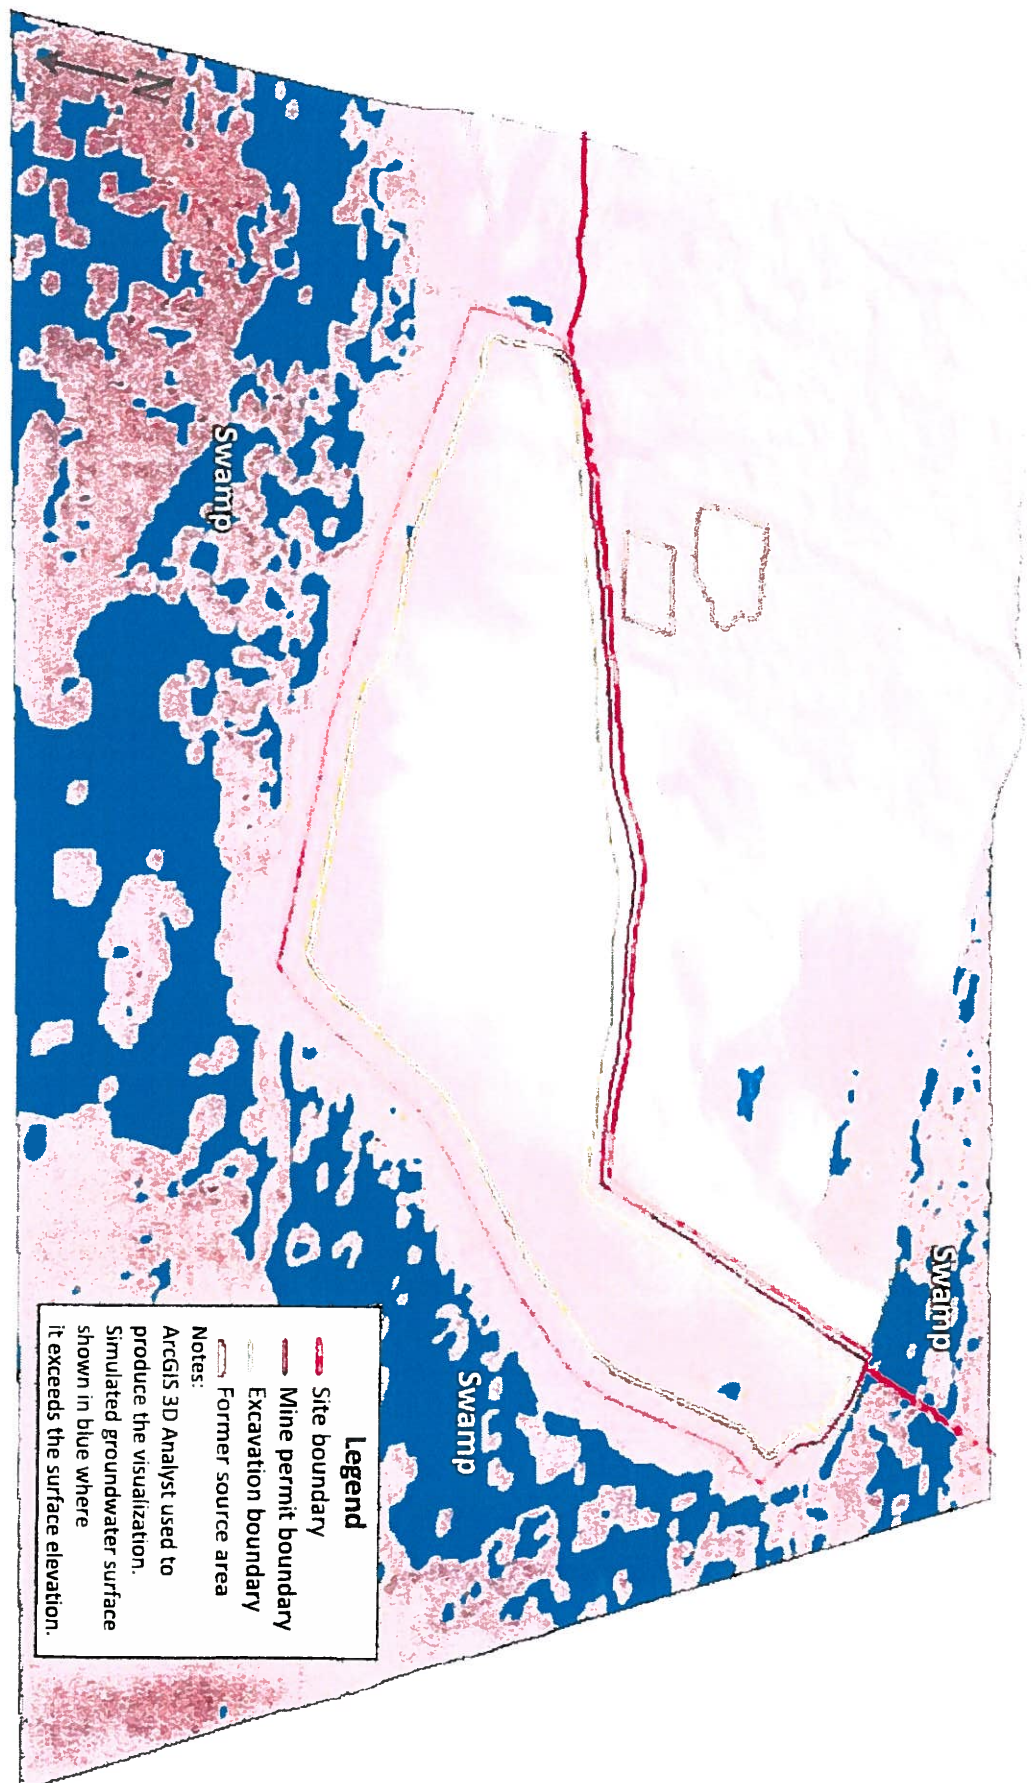 N
Swamp
Swamp
Swamp
Legend
Site boundary
Mine permit boundary
Excavation boundary
Former source area
Notes:
ArcGIS 3D Analyst used to
produce the visualization.
Simulated groundwater surface
shown in blue where
it exceeds the surface elevation.